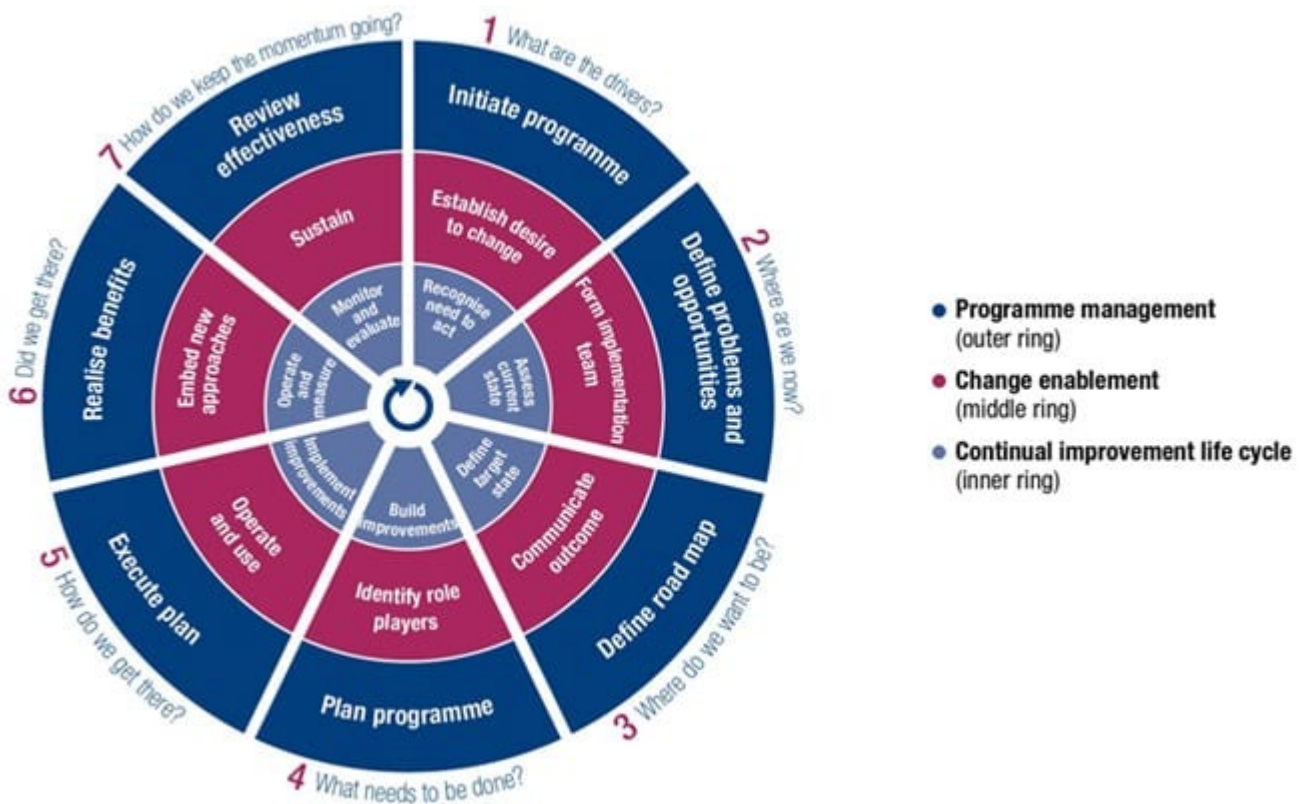 1 What are the drivers?
Initiate programme
Establish desire
to change
Recognise
need to
act
2 Where are we now?
Define problems and
opportunities
Form implementation
team
Assess
current
state
3 Where do we want to be?
Define road map
Communicate
outcome
Define
target
state
4 What needs to be done?
Plan programme
Identify role
players
Build
improvements
5 How do we get there?
Execute plan
Operate
and use
Implement
improvements
6 Did we get there?
Realise benefits
Embed new
approaches
Operate
and
measure
7 How do we keep the momentum going?
Review
effectiveness
Sustain
Monitor
and
evaluate
Programme management
(outer ring)
Change enablement
(middle ring)
Continual improvement life cycle
(inner ring)